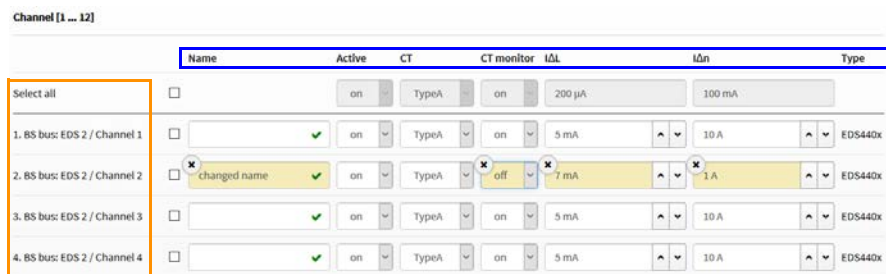 Channel [1 ... 12]
Name Active CT CT monitor IΔL IΔn Type
Select all on TypeA on 200 µA 100 mA
1. BS bus: EDS 2 / Channel 1 on TypeA on 5 mA 10 A EDS440x
2. BS bus: EDS 2 / Channel 2 changed name on TypeA off 7 mA 1 A EDS440x
3. BS bus: EDS 2 / Channel 3 on TypeA on 5 mA 10 A EDS440x
4. BS bus: EDS 2 / Channel 4 on TypeA on 5 mA 10 A EDS440x